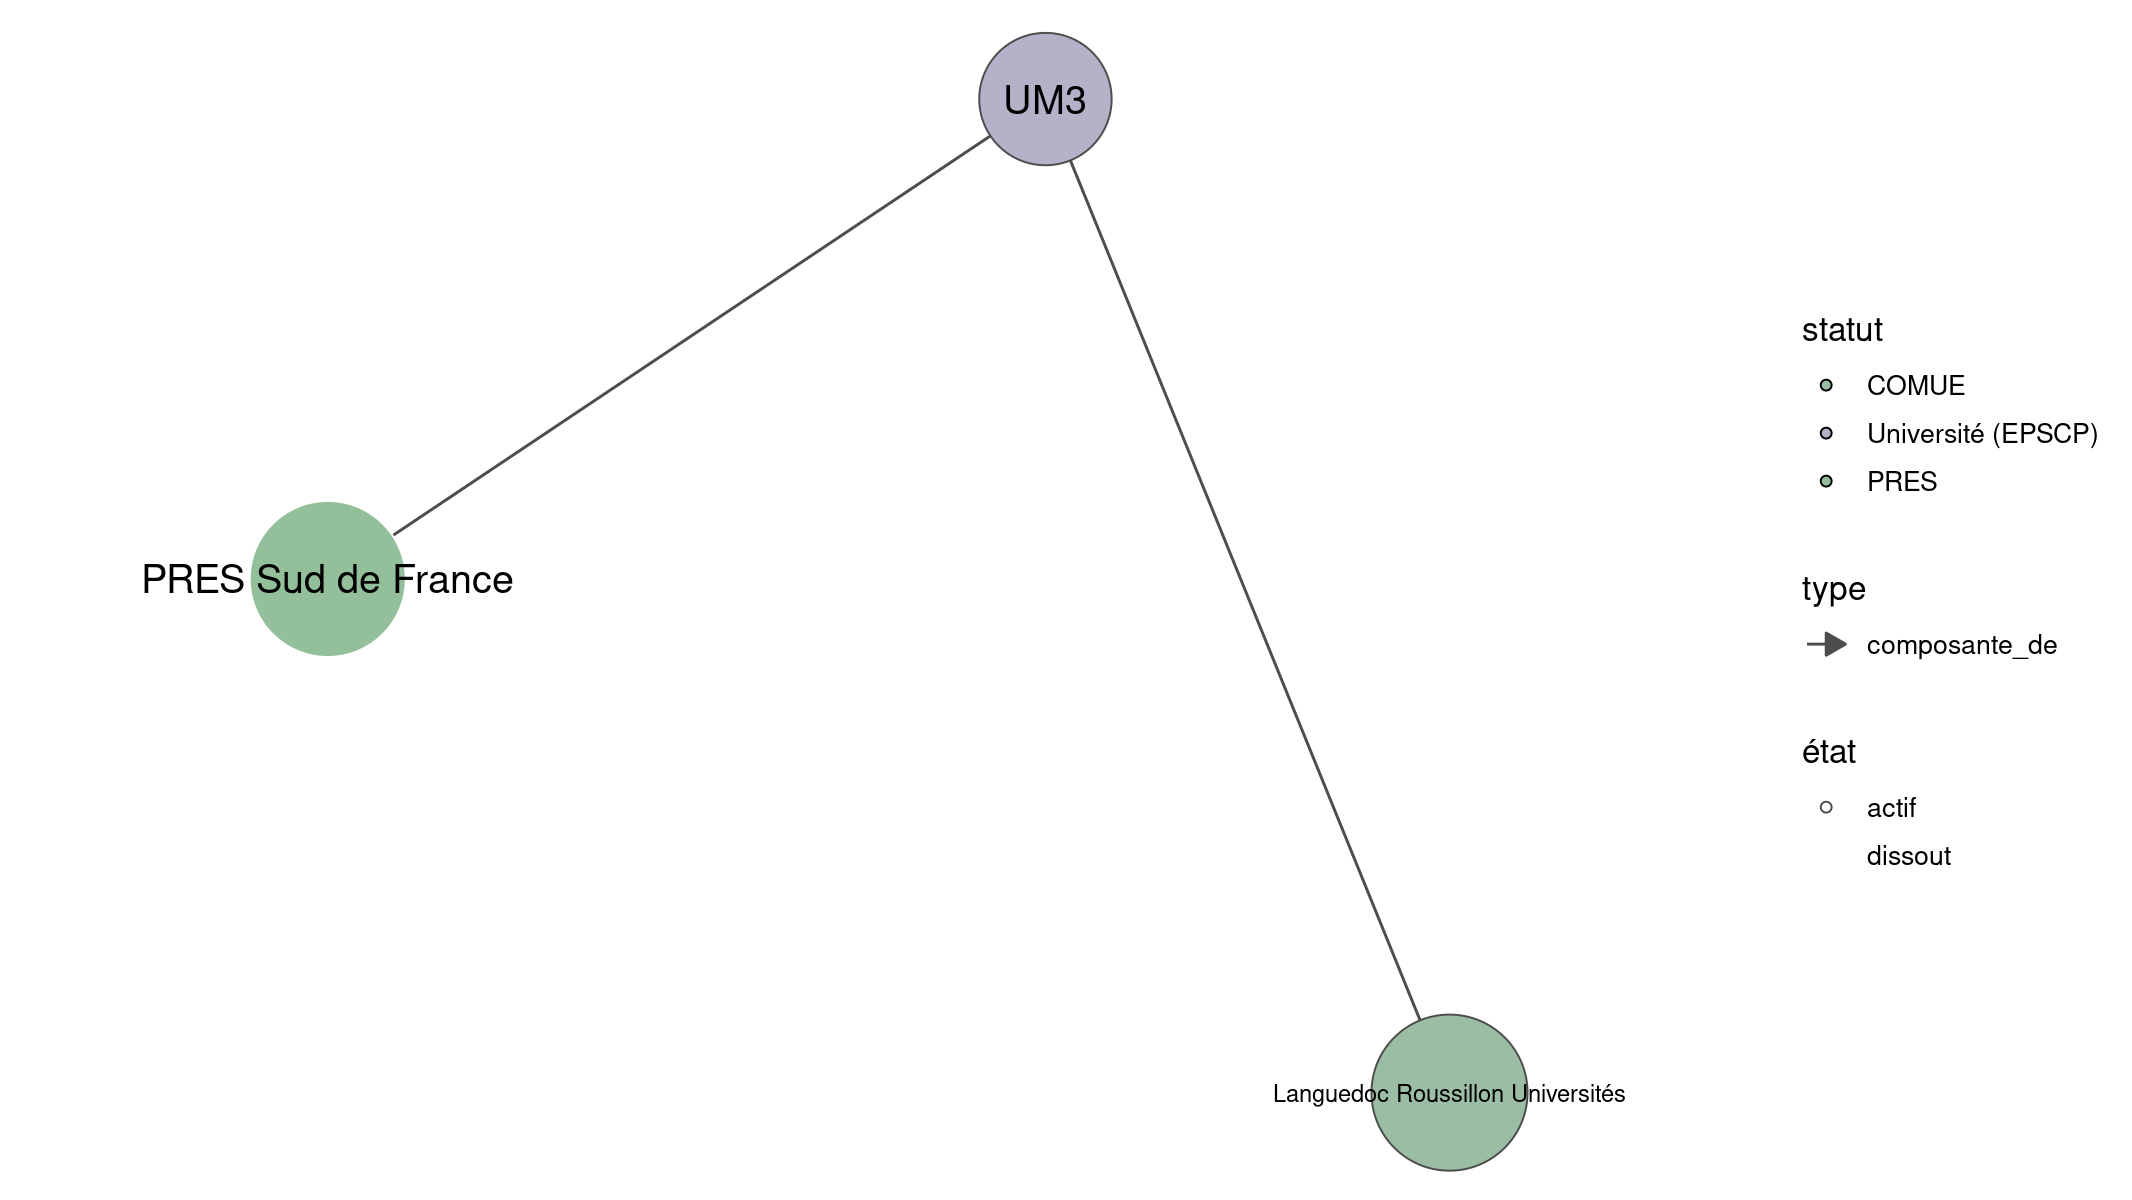 UM3
PRES Sud de France
Languedoc Roussillon Universités
statut
COMUE
Université (EPSCP)
PRES
type
composante_de
état
actif
dissout